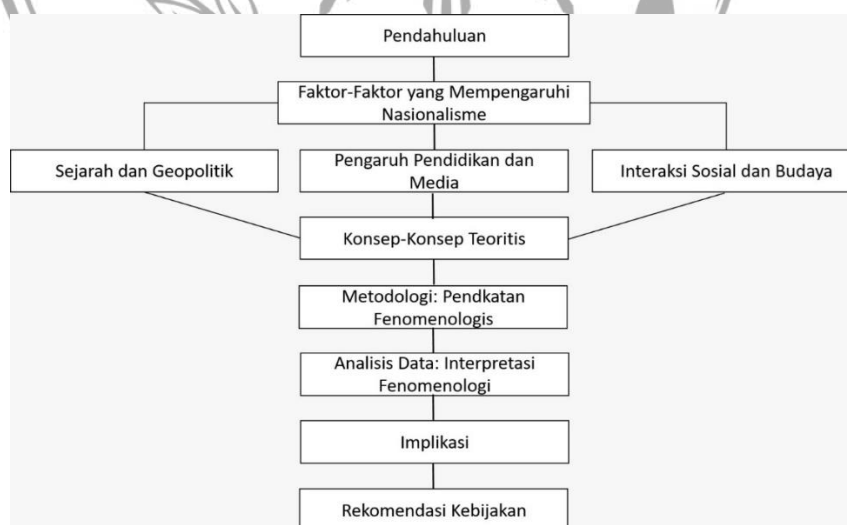 Pendahuluan
Faktor-Faktor yang Mempengaruhi
Nasionalisme
Sejarah dan Geopolitik
Pengaruh Pendidikan dan
Media
Interaksi Sosial dan Budaya
Konsep-Konsep Teoritis
Metodologi: Pendkatan
Fenomenologis
Analisis Data: Interpretasi
Fenomenologi
Implikasi
Rekomendasi Kebijakan